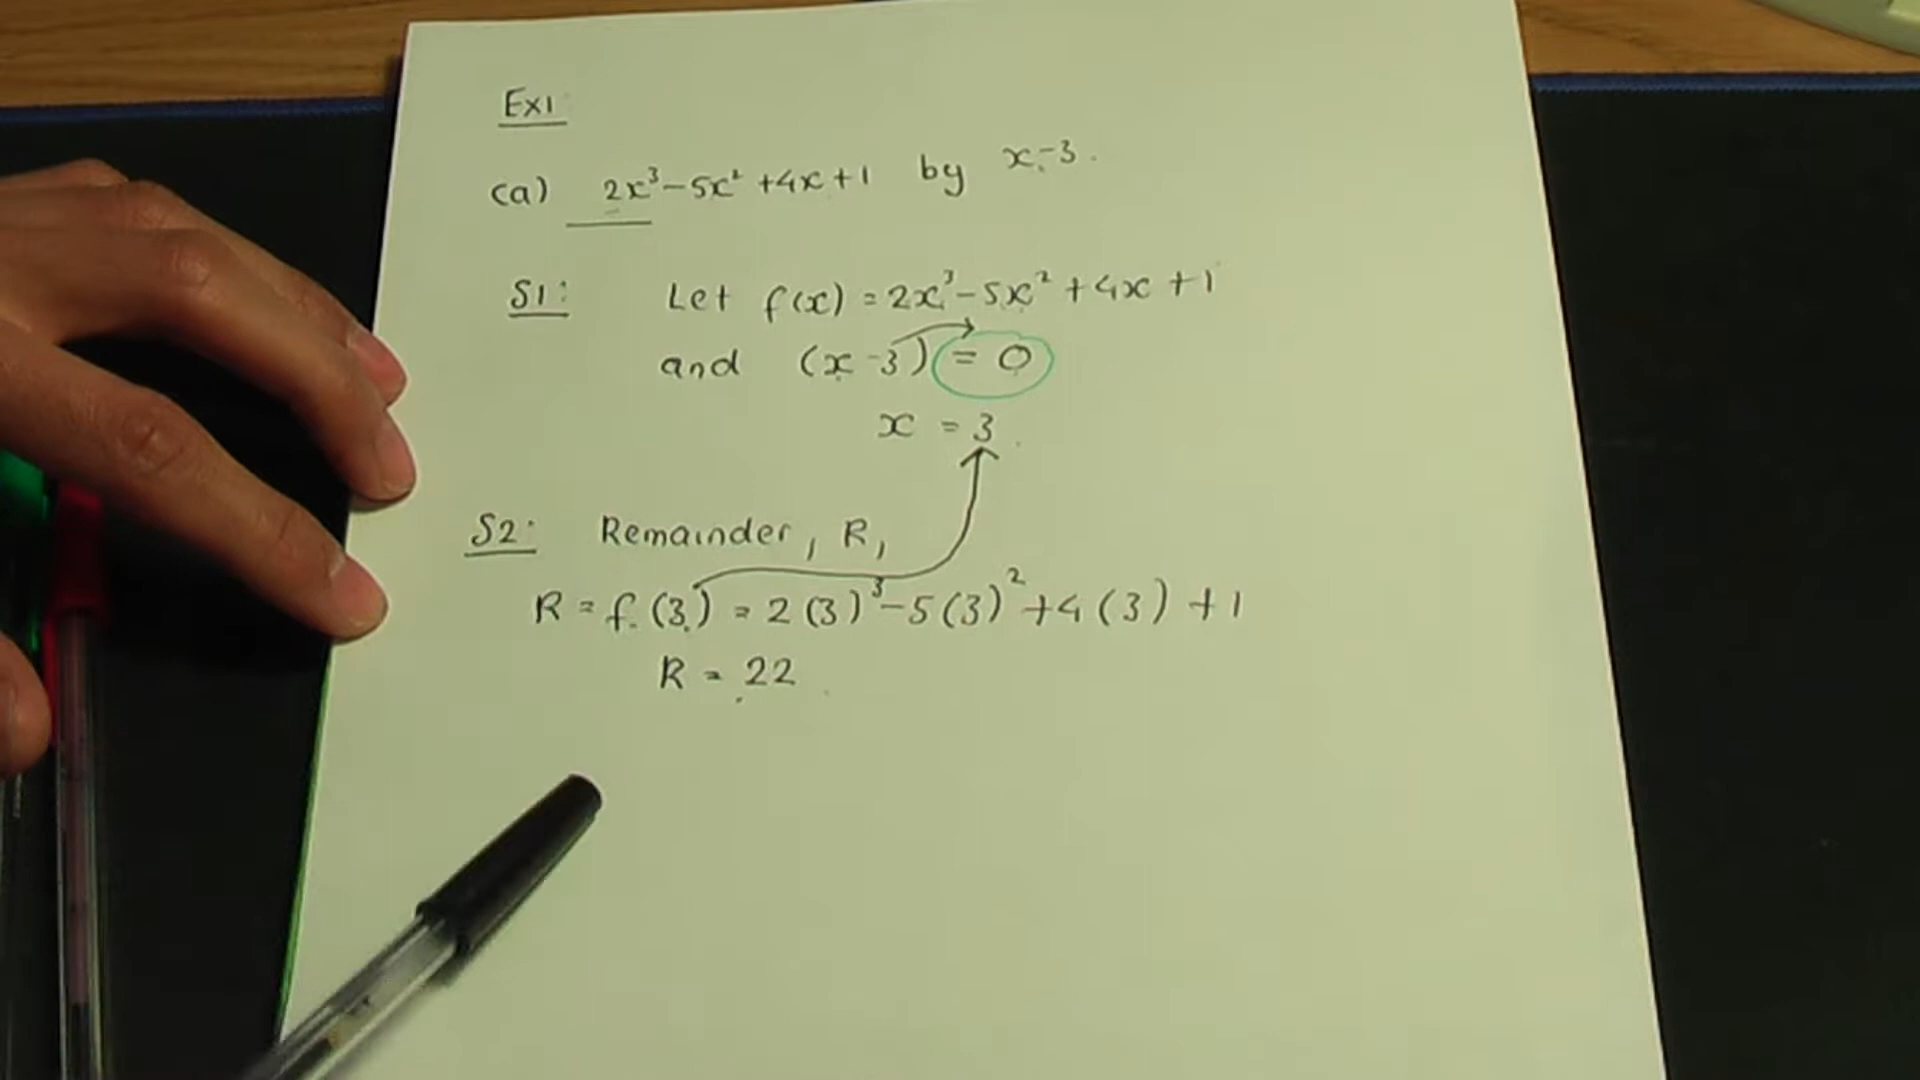 Ex1:
(a) 2x³-5x²+4x+1 by x-3.
S1: Let f(x) = 2x³-5x²+4x+1
and (x-3) = 0
x = 3
S2: Remainder, R,
R = f(3) = 2(3)³-5(3)²+4(3)+1
R = 22